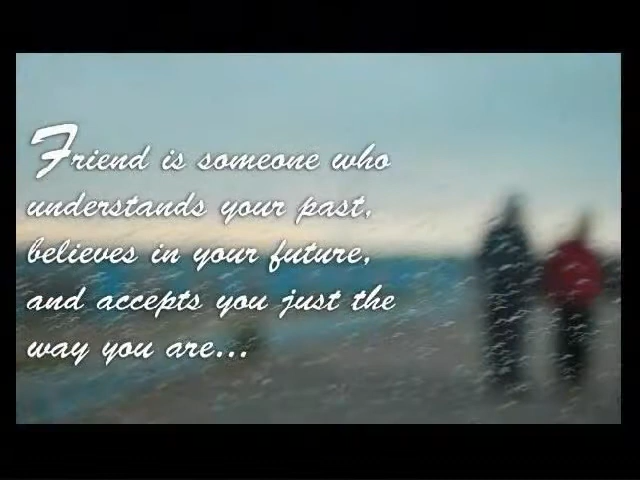 Friend is someone who
understands your past,
believes in your future,
and accepts you just the
way you are...